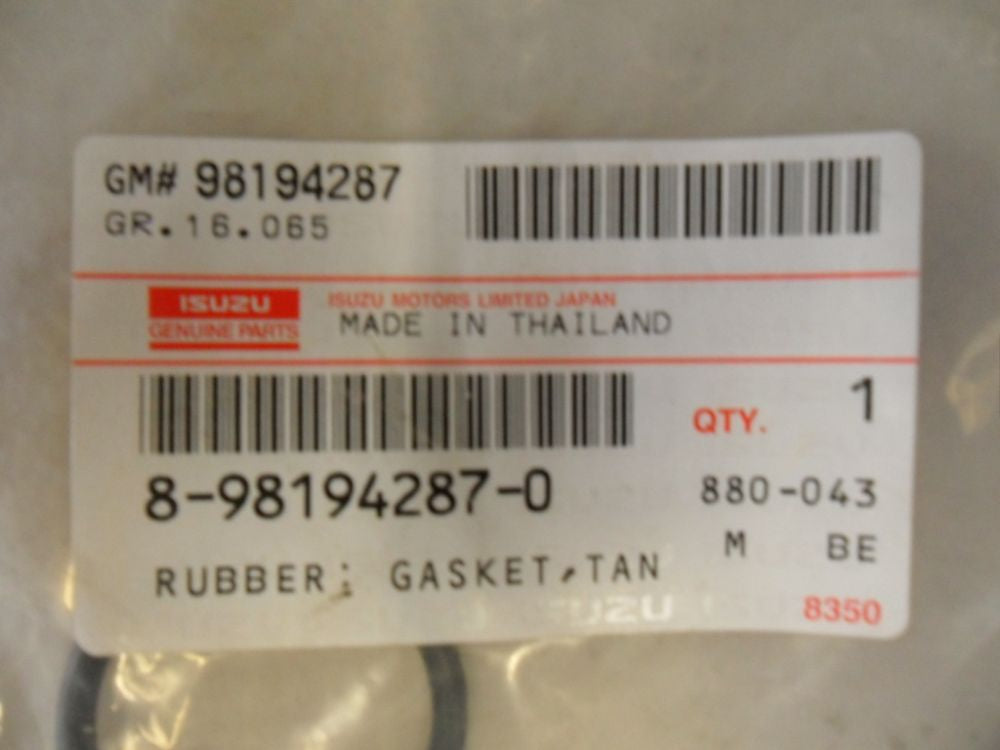 GM# 98194287
GR.16.065
ISUZU
GENUINE PARTS
ISUZU MOTORS LIMITED JAPAN
MADE IN THAILAND
QTY. 1
8-98194287-0
880-043
M BE
RUBBER; GASKET,TAN
ISUZU
8350